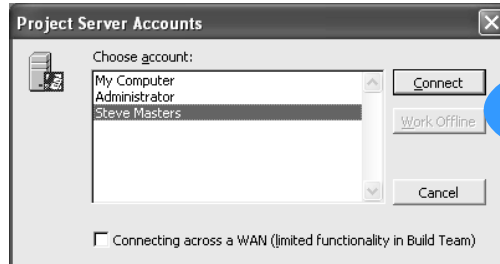 Project Server Accounts
Choose account:
My Computer
Administrator
Steve Masters
Connect
Work Offline
Cancel
Connecting across a WAN (limited functionality in Build Team)